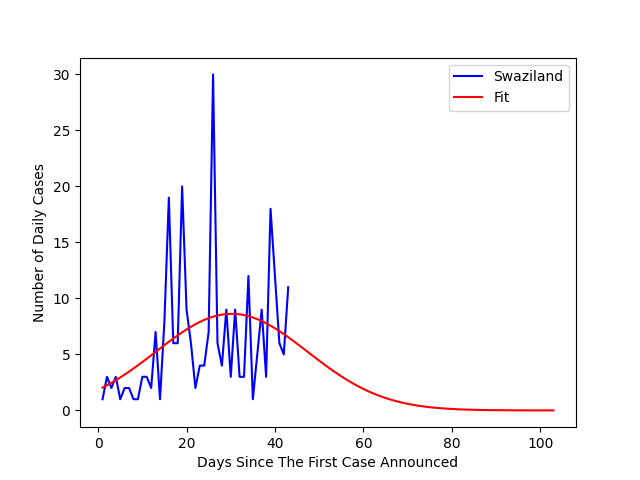 Swaziland
Fit
30
25
20
15
10
5
0
Number of Daily Cases
0 20 40 60 80 100
Days Since The First Case Announced